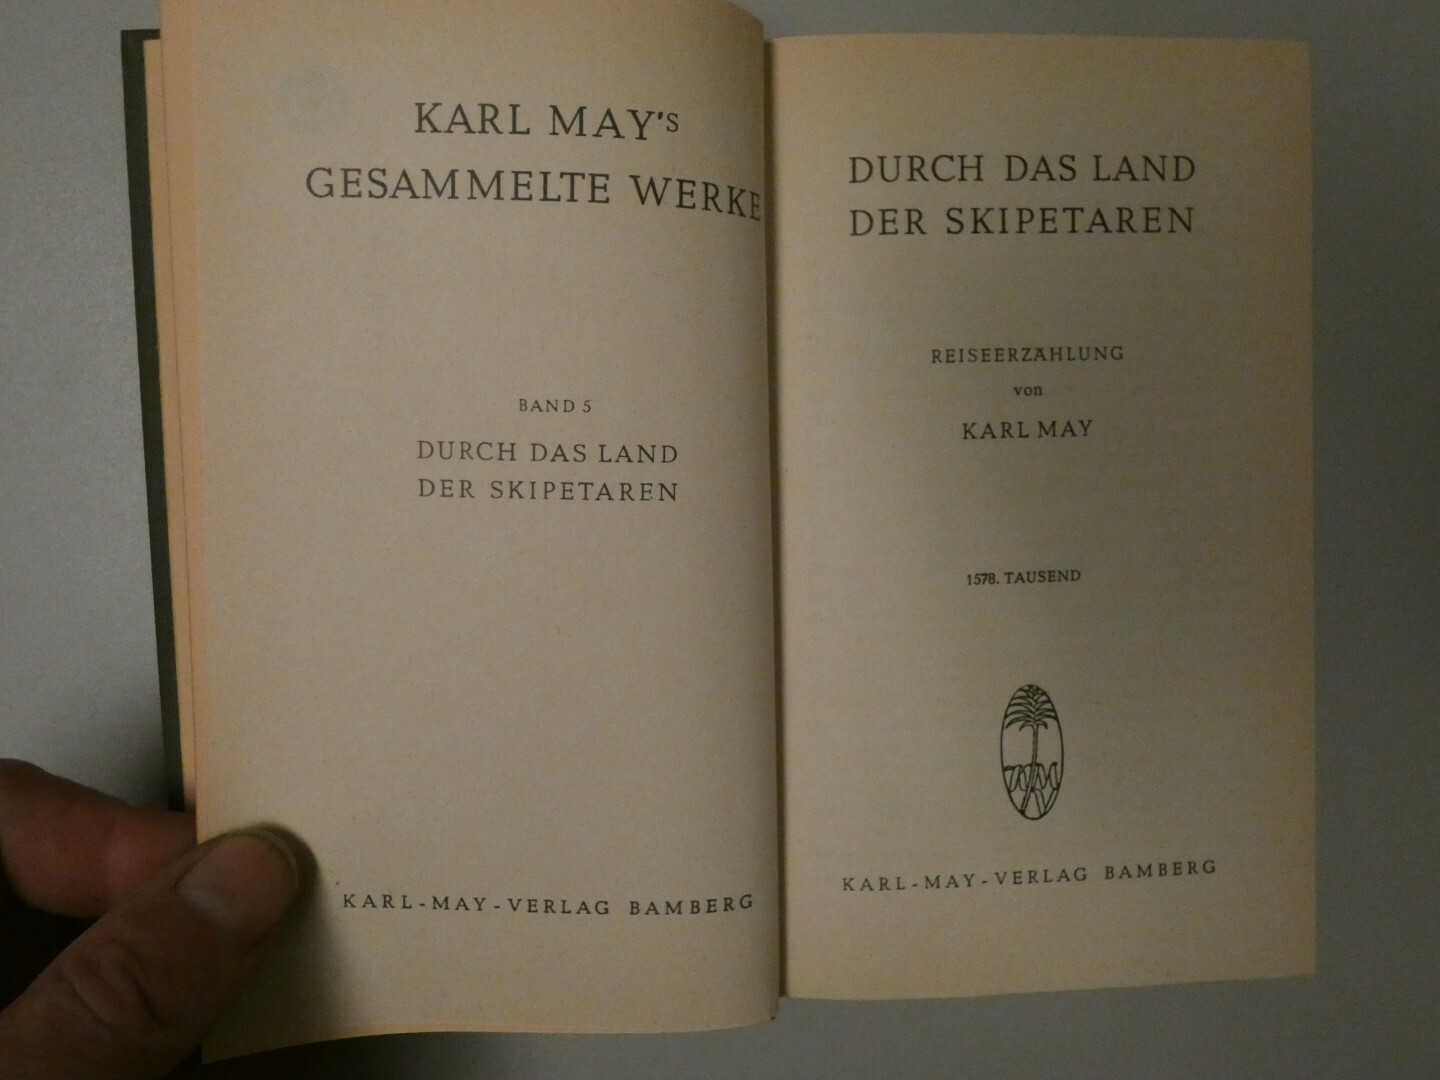 KARL MAY'S
GESAMMELTE WERKE
BAND 5
DURCH DAS LAND
DER SKIPETAREN
KARL-MAY-VERLAG BAMBERG
DURCH DAS LAND
DER SKIPETAREN
REISEERZÄHLUNG
von
KARL MAY
1578. TAUSEND
KARL-MAY-VERLAG BAMBERG